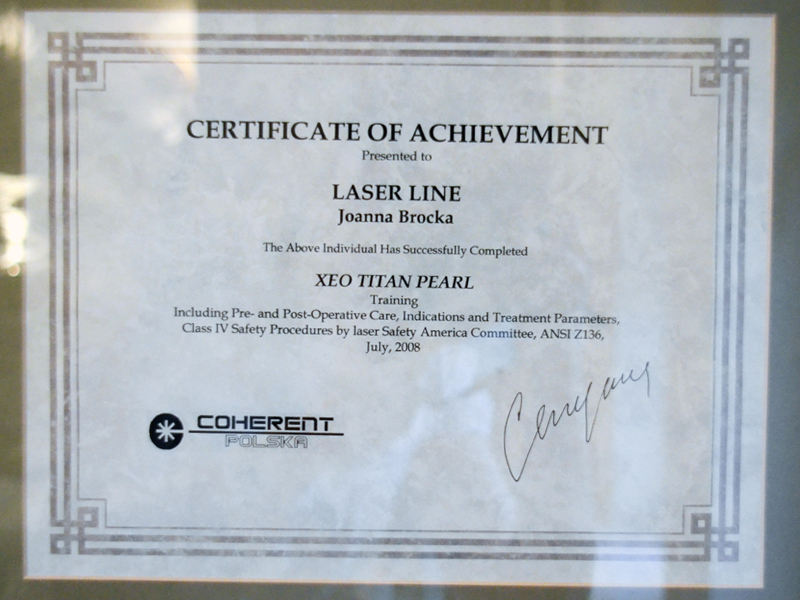 CERTIFICATE OF ACHIEVEMENT
Presented to
LASER LINE
Joanna Brocka
The Above Individual Has Successfully Completed
XEO TITAN PEARL
Training
Including Pre- and Post-Operative Care, Indications and Treatment Parameters,
Class IV Safety Procedures by laser Safety America Committee, ANSI Z136,
July, 2008
COHERENT
POLSKA